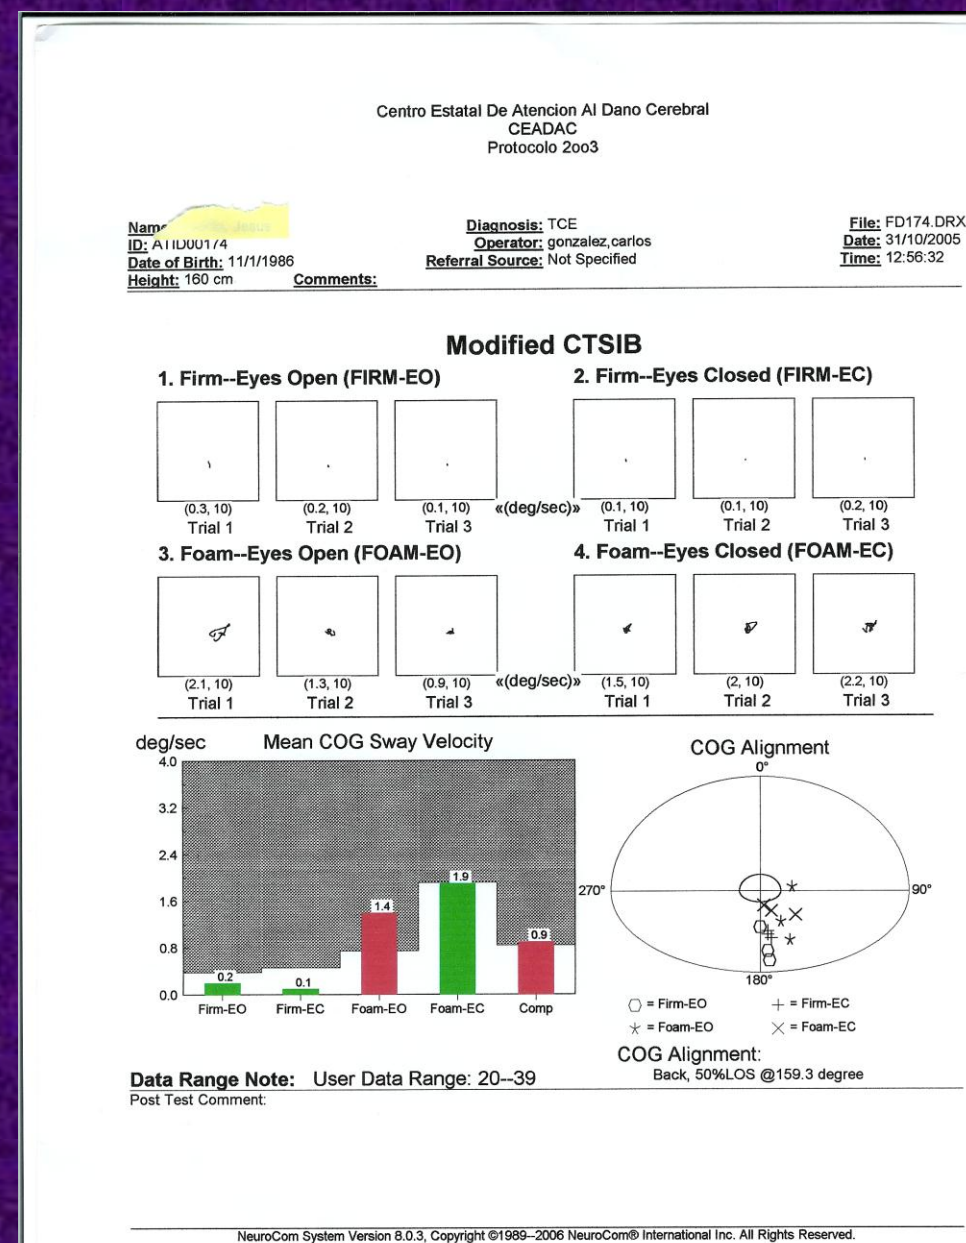 Centro Estatal De Atencion Al Dano Cerebral
CEADAC
Protocolo 2oo3
Name
Diagnosis: TCE
File: FD174.DRX
ID: ATID00174
Operator: gonzalez,carlos
Date: 31/10/2005
Date of Birth: 11/1/1986
Referral Source: Not Specified
Time: 12:56:32
Height: 160 cm
Comments:
Modified CTSIB
1. Firm--Eyes Open (FIRM-EO)
2. Firm--Eyes Closed (FIRM-EC)
(0.3, 10) (0.2, 10) (0.1, 10) «(deg/sec)» (0.1, 10) (0.1, 10) (0.2, 10)
Trial 1 Trial 2 Trial 3 Trial 1 Trial 2 Trial 3
3. Foam--Eyes Open (FOAM-EO)
4. Foam--Eyes Closed (FOAM-EC)
(2.1, 10) (1.3, 10) (0.9, 10) «(deg/sec)» (1.5, 10) (2, 10) (2.2, 10)
Trial 1 Trial 2 Trial 3 Trial 1 Trial 2 Trial 3
deg/sec
Mean COG Sway Velocity
4.0
3.2
2.4
1.6
0.8
0.0
0.2
0.1
1.4
1.9
0.9
Firm-EO Firm-EC Foam-EO Foam-EC Comp
COG Alignment
0°
270°
90°
180°
= Firm-EO
= Firm-EC
= Foam-EO
= Foam-EC
COG Alignment:
Back, 50%LOS @159.3 degree
Data Range Note: User Data Range: 20--39
Post Test Comment:
NeuroCom System Version 8.0.3, Copyright ©1989--2006 NeuroCom® International Inc. All Rights Reserved.